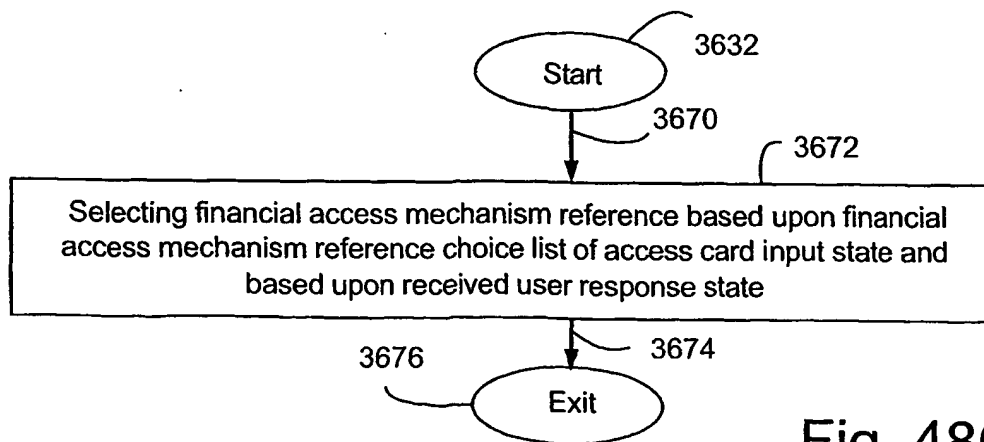 3632
Start
3670
3672
Selecting financial access mechanism reference based upon financial
access mechanism reference choice list of access card input state and
based upon received user response state
3674
3676
Exit